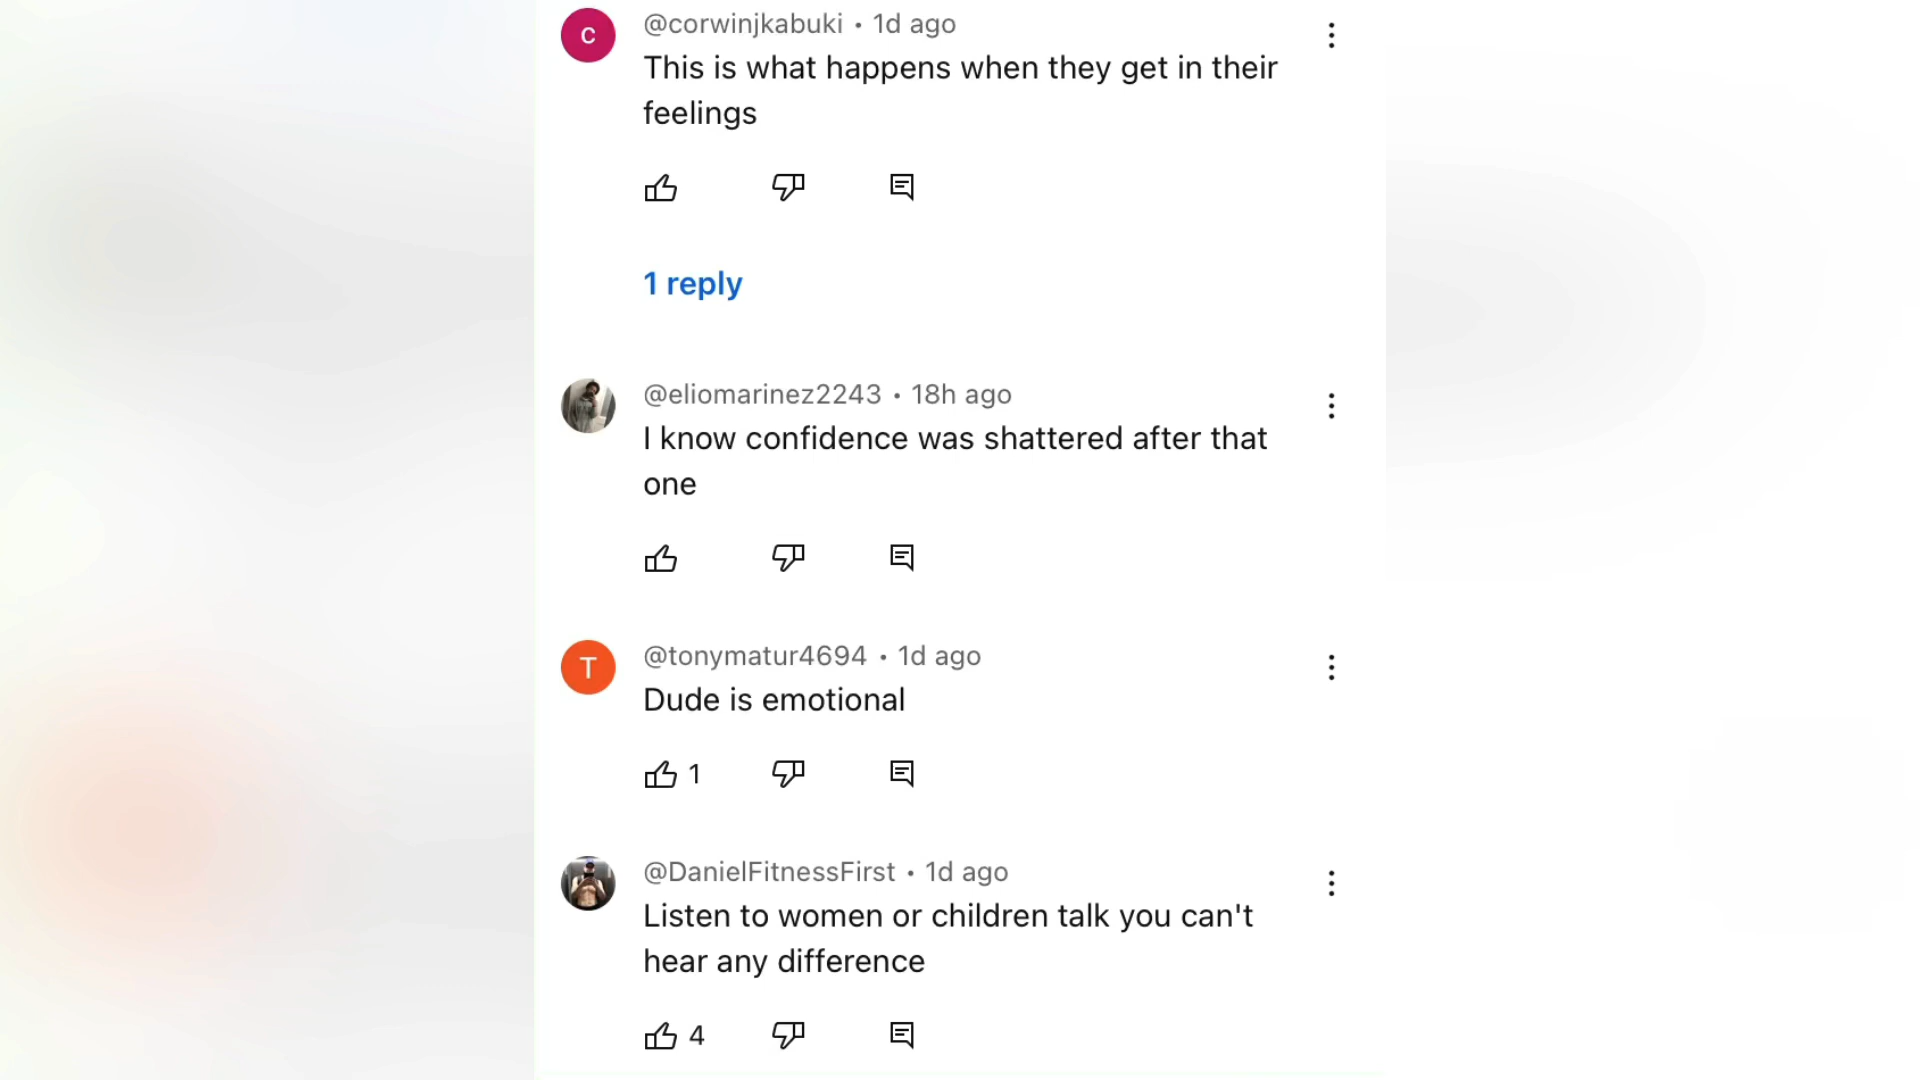 C
@corwinjkabuki • 1d ago
This is what happens when they get in their
feelings
1 reply
@eliomarinez2243 • 18h ago
I know confidence was shattered after that
one
T
@tonymatur4694 • 1d ago
Dude is emotional
1
@DanielFitnessFirst • 1d ago
Listen to women or children talk you can't
hear any difference
4